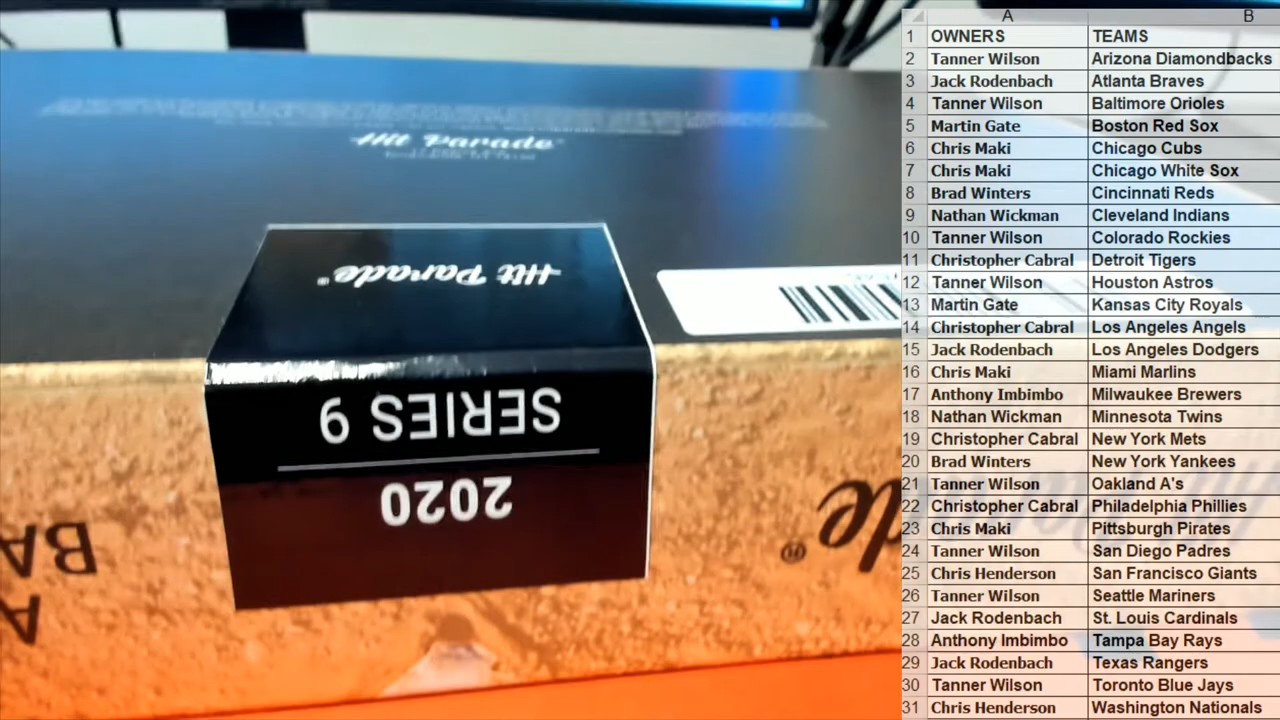 Hit Parade
Hit Parade®
SERIES 9
2020
BA
A
ade®
A B
1 OWNERS TEAMS
2 Tanner Wilson Arizona Diamondbacks
3 Jack Rodenbach Atlanta Braves
4 Tanner Wilson Baltimore Orioles
5 Martin Gate Boston Red Sox
6 Chris Maki Chicago Cubs
7 Chris Maki Chicago White Sox
8 Brad Winters Cincinnati Reds
9 Nathan Wickman Cleveland Indians
10 Tanner Wilson Colorado Rockies
11 Christopher Cabral Detroit Tigers
12 Tanner Wilson Houston Astros
13 Martin Gate Kansas City Royals
14 Christopher Cabral Los Angeles Angels
15 Jack Rodenbach Los Angeles Dodgers
16 Chris Maki Miami Marlins
17 Anthony Imbimbo Milwaukee Brewers
18 Nathan Wickman Minnesota Twins
19 Christopher Cabral New York Mets
20 Brad Winters New York Yankees
21 Tanner Wilson Oakland A's
22 Christopher Cabral Philadelphia Phillies
23 Chris Maki Pittsburgh Pirates
24 Tanner Wilson San Diego Padres
25 Chris Henderson San Francisco Giants
26 Tanner Wilson Seattle Mariners
27 Jack Rodenbach St. Louis Cardinals
28 Anthony Imbimbo Tampa Bay Rays
29 Jack Rodenbach Texas Rangers
30 Tanner Wilson Toronto Blue Jays
31 Chris Henderson Washington Nationals